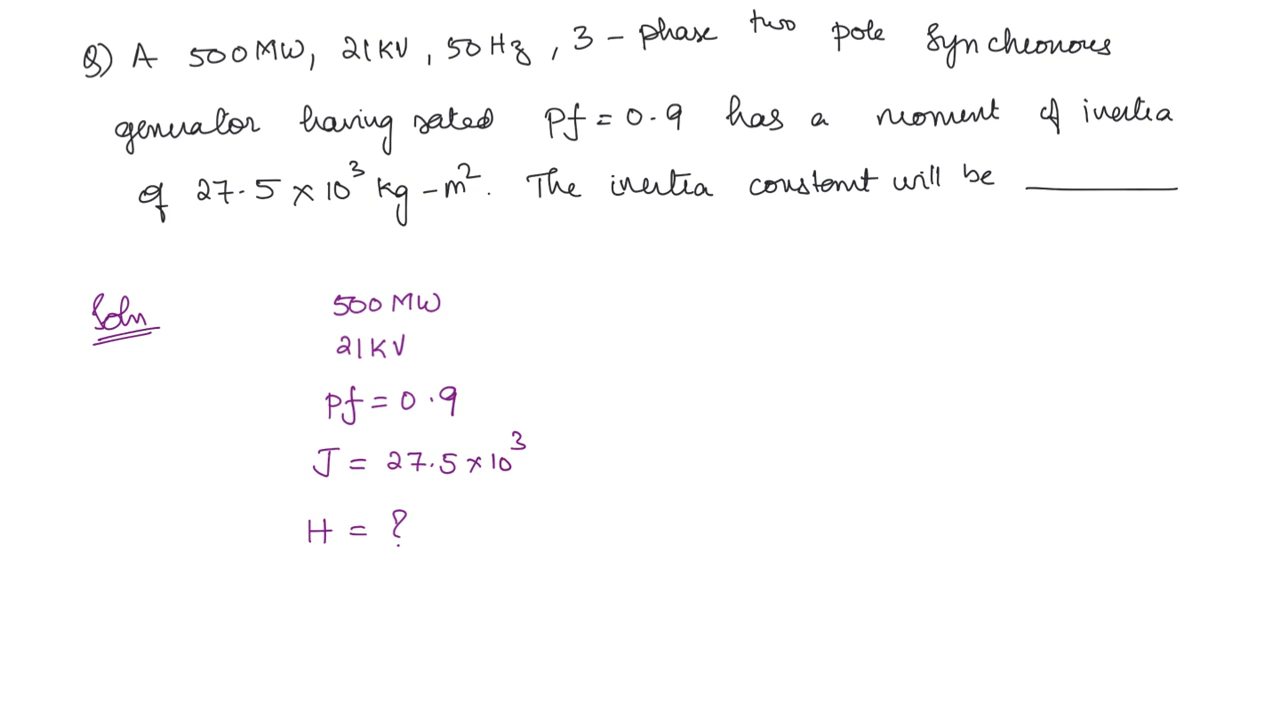 Q) A 500MW, 21KV, 50Hz, 3-phase two pole Synchronous
generator having rated Pf = 0.9 has a moment of inertia
of 27.5 × 10³ kg-m². The inertia constant will be ______
Soln
500 MW
21KV
Pf = 0.9
J = 27.5 × 10³
H = ?